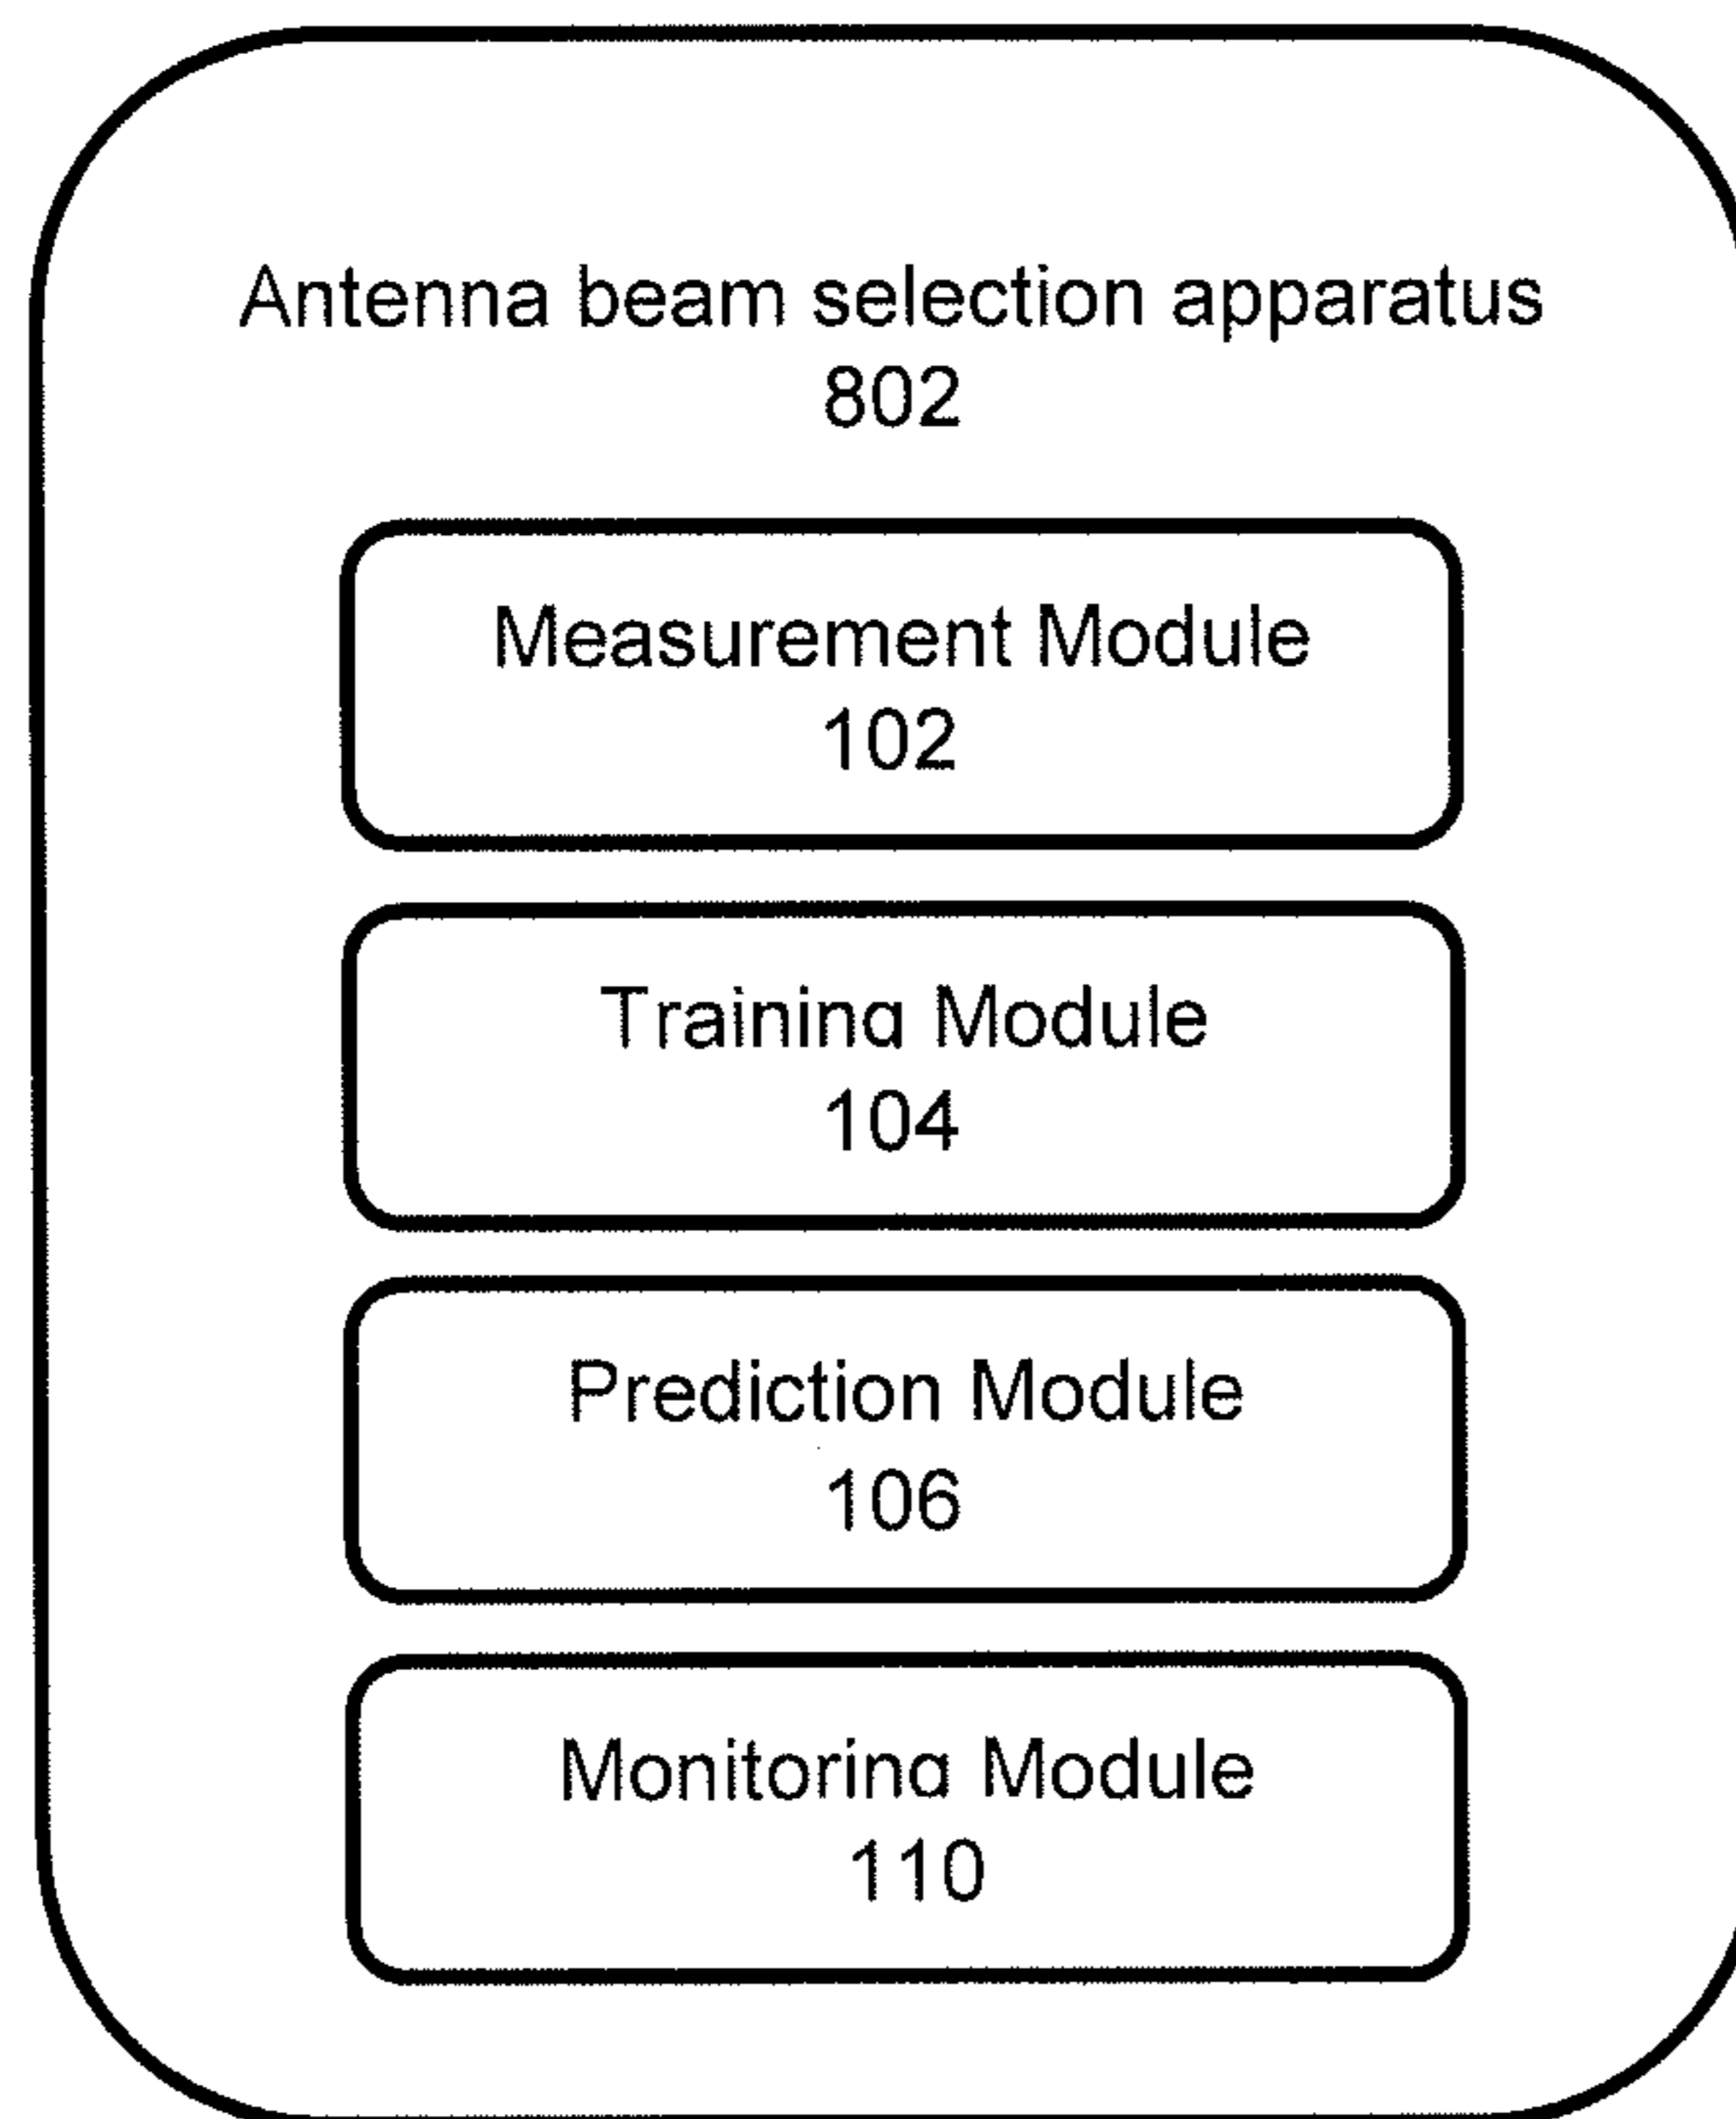 Antenna beam selection apparatus
802
Measurement Module
102
Training Module
104
Prediction Module
106
Monitoring Module
110